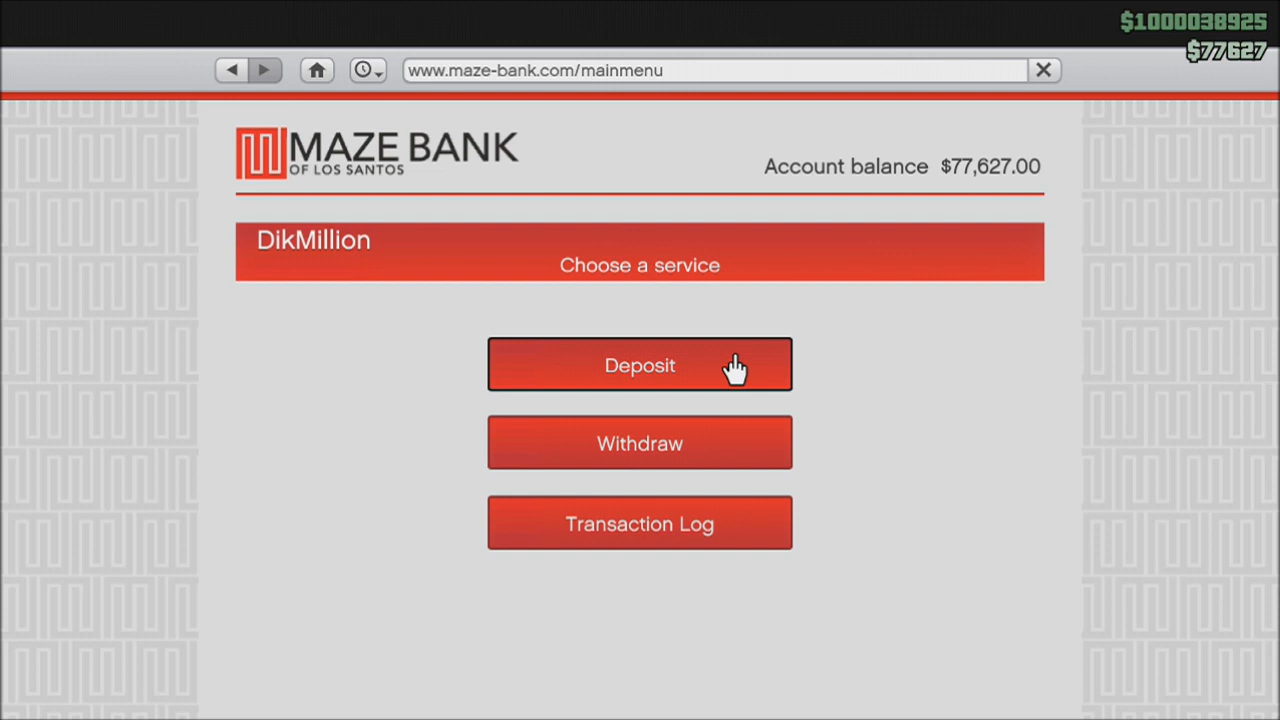 $1000038925
$77627
www.maze-bank.com/mainmenu
MAZE BANK
OF LOS SANTOS
Account balance $77,627.00
DikMillion
Choose a service
Deposit
Withdraw
Transaction Log